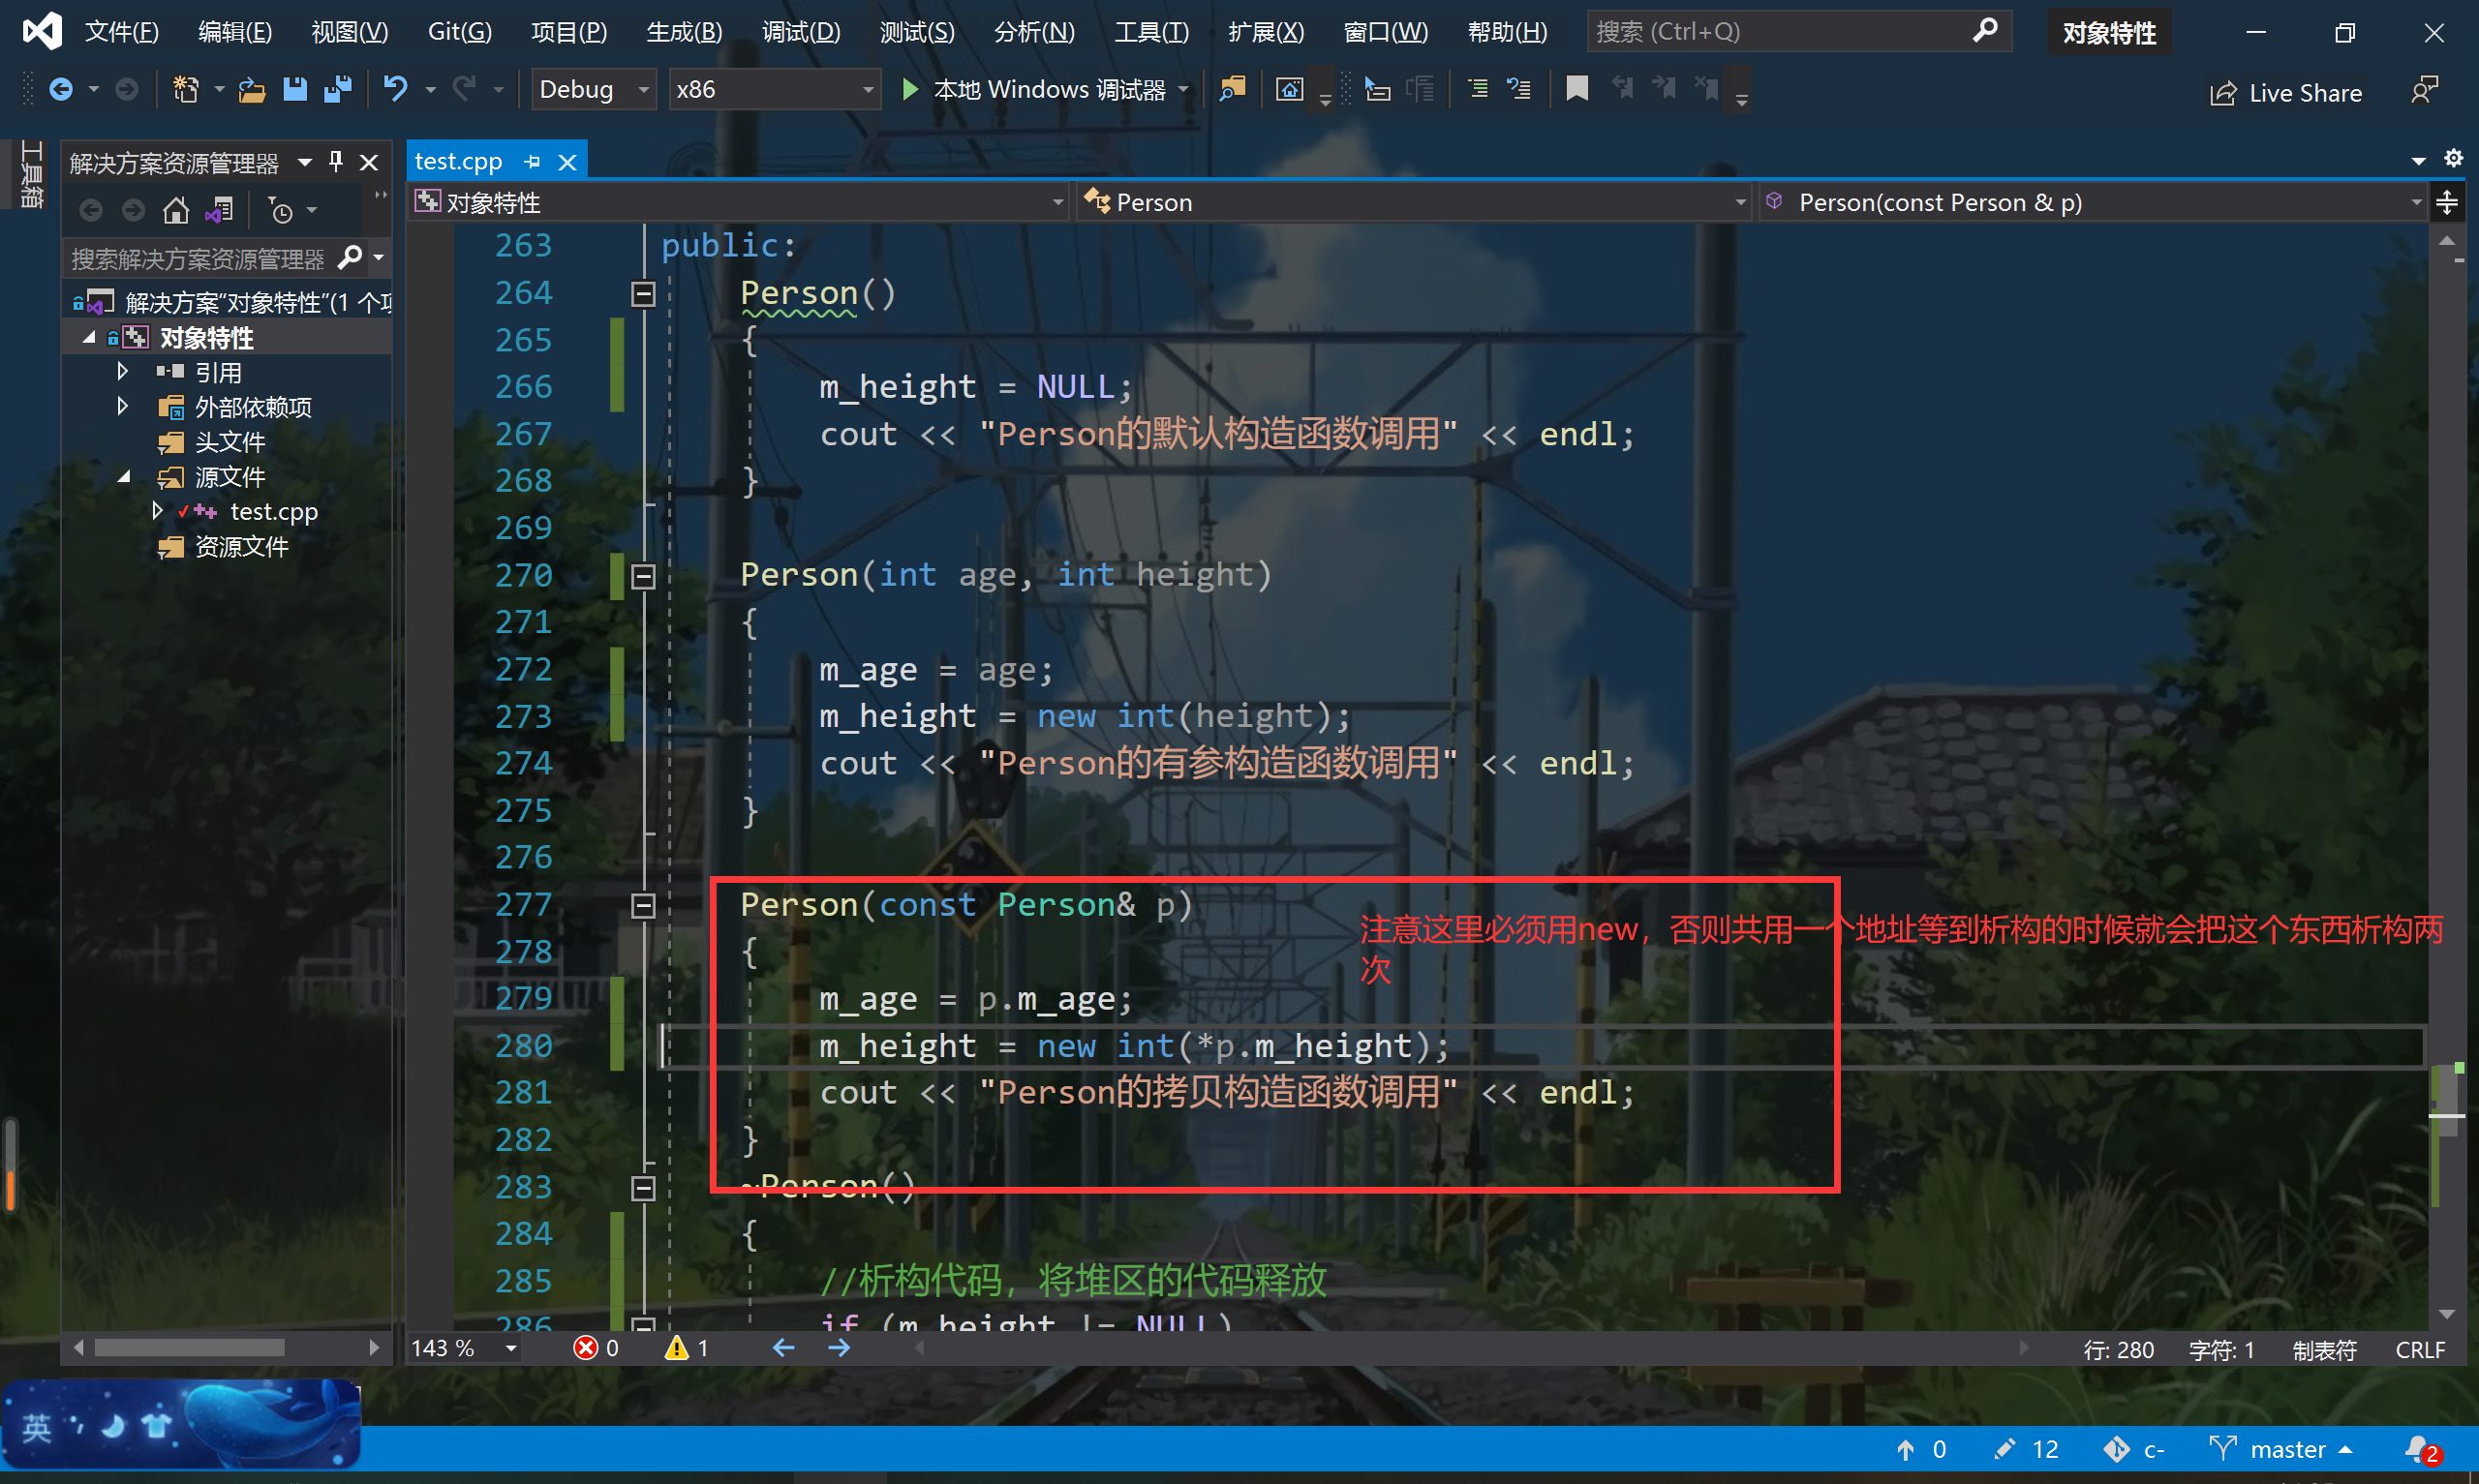 文件(F) 编辑(E) 视图(V) Git(G) 项目(P) 生成(B) 调试(D) 测试(S) 分析(N) 工具(T) 扩展(X) 窗口(W) 帮助(H) 搜索 (Ctrl+Q) 对象特性
Debug x86 本地 Windows 调试器 Live Share
工具箱
解决方案资源管理器
搜索解决方案资源管理器
解决方案"对象特性"(1 个项
对象特性
引用
外部依赖项
头文件
源文件
test.cpp
资源文件
test.cpp
对象特性 Person Person(const Person & p)
263 public:
264 Person()
265 {
266 m_height = NULL;
267 cout << "Person的默认构造函数调用" << endl;
268 }
269
270 Person(int age, int height)
271 {
272 m_age = age;
273 m_height = new int(height);
274 cout << "Person的有参构造函数调用" << endl;
275 }
276
277 Person(const Person& p)
注意这里必须用new，否则共用一个地址等到析构的时候就会把这个东西析构两
次
278 {
279 m_age = p.m_age;
280 m_height = new int(*p.m_height);
281 cout << "Person的拷贝构造函数调用" << endl;
282 }
283 ~Person()
284 {
285 //析构代码，将堆区的代码释放
286 if (m_height != NULL)
143 % 0 1 行: 280 字符: 1 制表符 CRLF
英
0 12 c- master 2